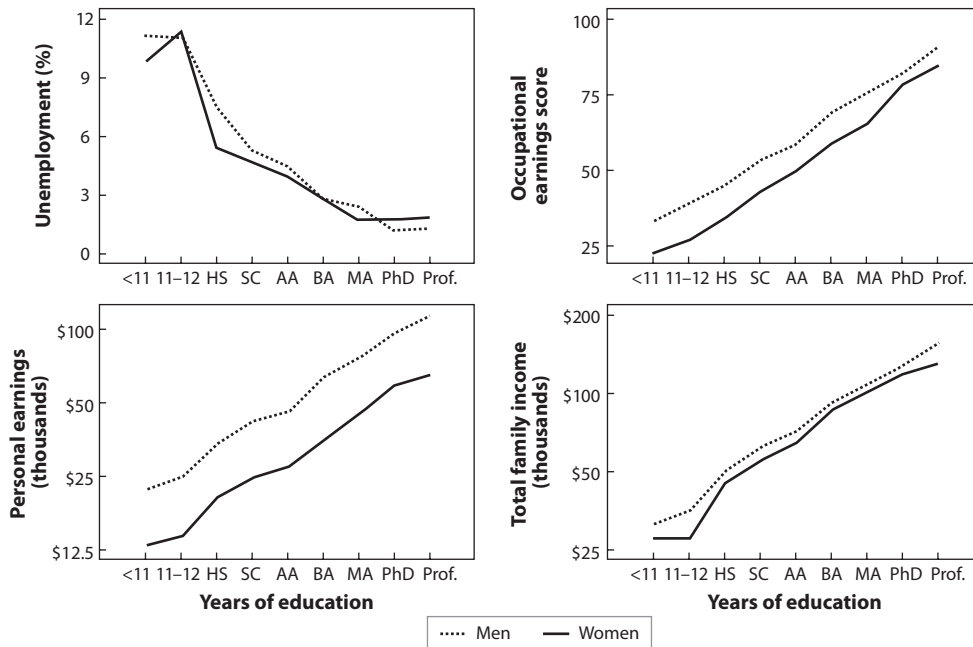 Unemployment (%)
12
9
6
3
0
<11 11–12 HS SC AA BA MA PhD Prof.
Occupational
earnings score
100
75
50
25
<11 11–12 HS SC AA BA MA PhD Prof.
Personal earnings
(thousands)
$100
$50
$25
$12.5
<11 11–12 HS SC AA BA MA PhD Prof.
Years of education
Total family income
(thousands)
$200
$100
$50
$25
<11 11–12 HS SC AA BA MA PhD Prof.
Years of education
Men Women